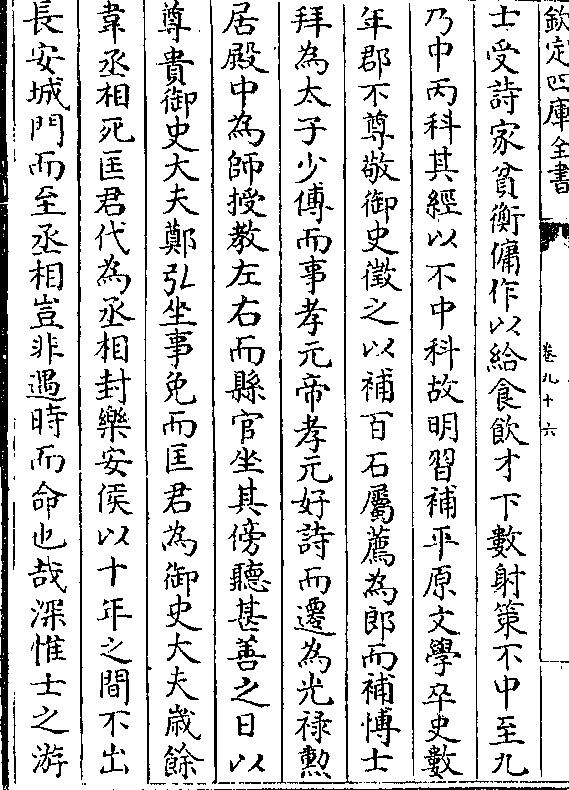 欽定四庫全書
卷九十六
士受詩家貧衡傭作以給食飲才下數射策不中至九
乃中丙科其經以不中科故明習補平原文學卒史數
年郡不尊敬御史徵之以補百石屬薦為郎而補博士
拜為太子少傅而事孝元帝孝元好詩而遷為光禄勲
居殿中為師授教左右而縣官坐其傍聽甚善之日以
尊貴御史大夫鄭弘坐事免而匡君為御史大夫嵗餘
韋丞相死匡君代為丞相封樂安侯以十年之間不出
長安城門而至丞相豈非遇時而命也哉深惟士之游